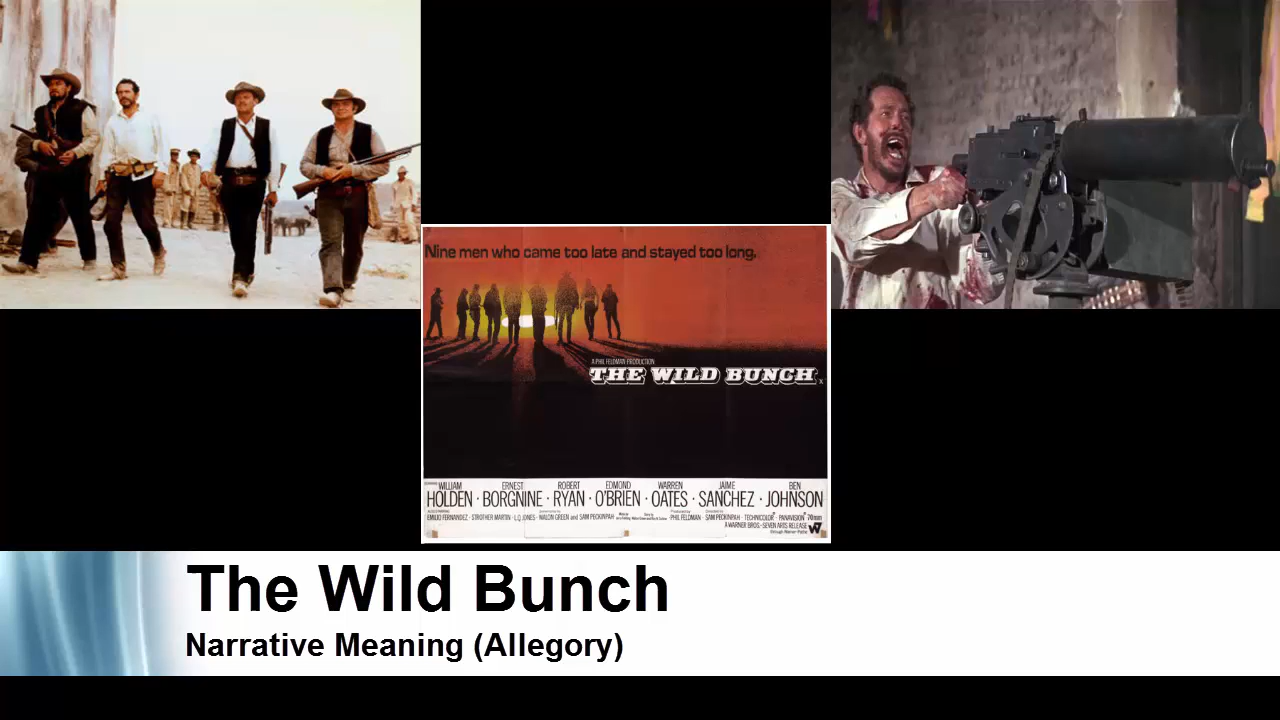 Nine men who came too late and stayed too long.
A PHIL FELDMAN PRODUCTION
THE WILD BUNCH x
WILLIAM HOLDEN · ERNEST BORGNINE · ROBERT RYAN · EDMOND O'BRIEN · WARREN OATES · JAIME SANCHEZ · BEN JOHNSON
EMILIO FERNANDEZ · STROTHER MARTIN · L.Q. JONES · WALON GREEN and SAM PECKINPAH PHIL FELDMAN SAM PECKINPAH · TECHNICOLOR® · PANAVISION® 70mm
A WARNER BROS. - SEVEN ARTS RELEASE W7
The Wild Bunch
Narrative Meaning (Allegory)